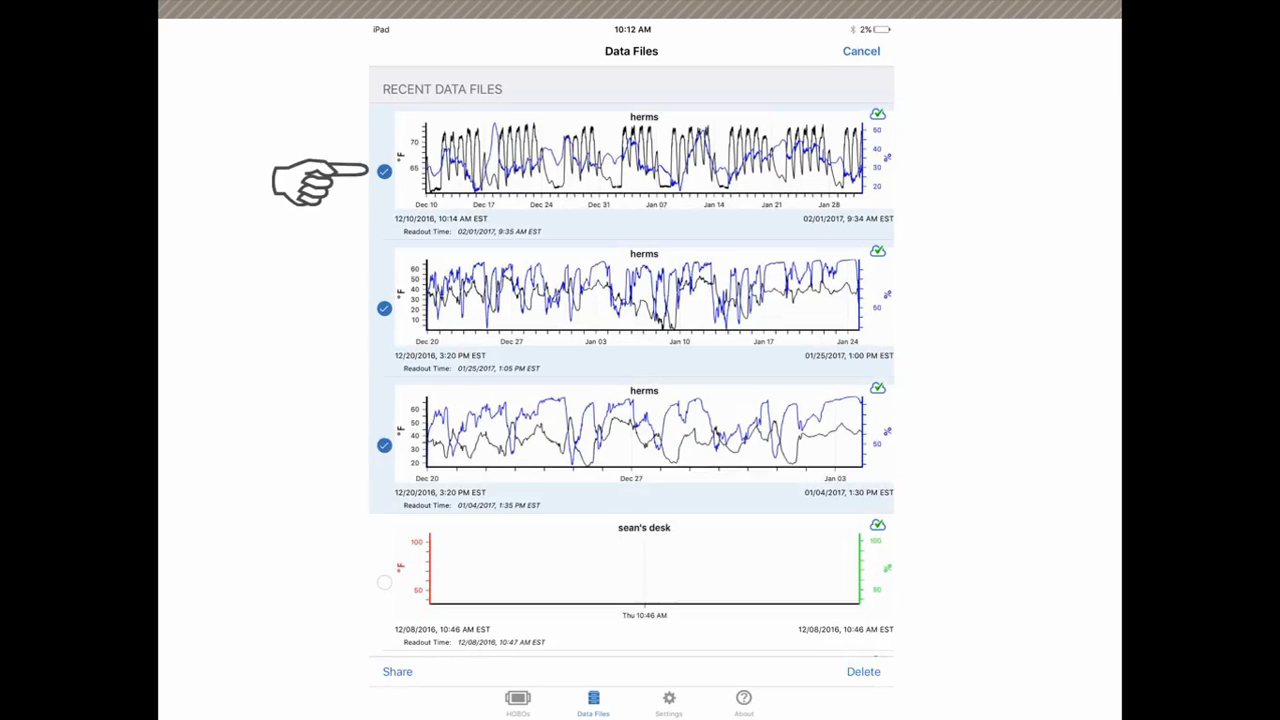 iPad 10:12 AM 2%
Data Files Cancel
RECENT DATA FILES
herms
70 65 °F
50 40 30 20 %
Dec 10 Dec 17 Dec 24 Dec 31 Jan 07 Jan 14 Jan 21 Jan 28
12/10/2016, 10:14 AM EST 02/01/2017, 9:34 AM EST
Readout Time: 02/01/2017, 9:35 AM EST
herms
60 50 40 30 20 10 °F
50 %
Dec 20 Dec 27 Jan 03 Jan 10 Jan 17 Jan 24
12/20/2016, 3:20 PM EST 01/25/2017, 1:00 PM EST
Readout Time: 01/25/2017, 1:05 PM EST
herms
60 50 40 30 20 °F
50 %
Dec 20 Dec 27 Jan 03
12/20/2016, 3:20 PM EST 01/04/2017, 1:30 PM EST
Readout Time: 01/04/2017, 1:35 PM EST
sean's desk
100 50 °F
100 50 %
Thu 10:46 AM
12/08/2016, 10:46 AM EST 12/08/2016, 10:46 AM EST
Readout Time: 12/08/2016, 10:47 AM EST
Share Delete
HOBOs Data Files Settings About